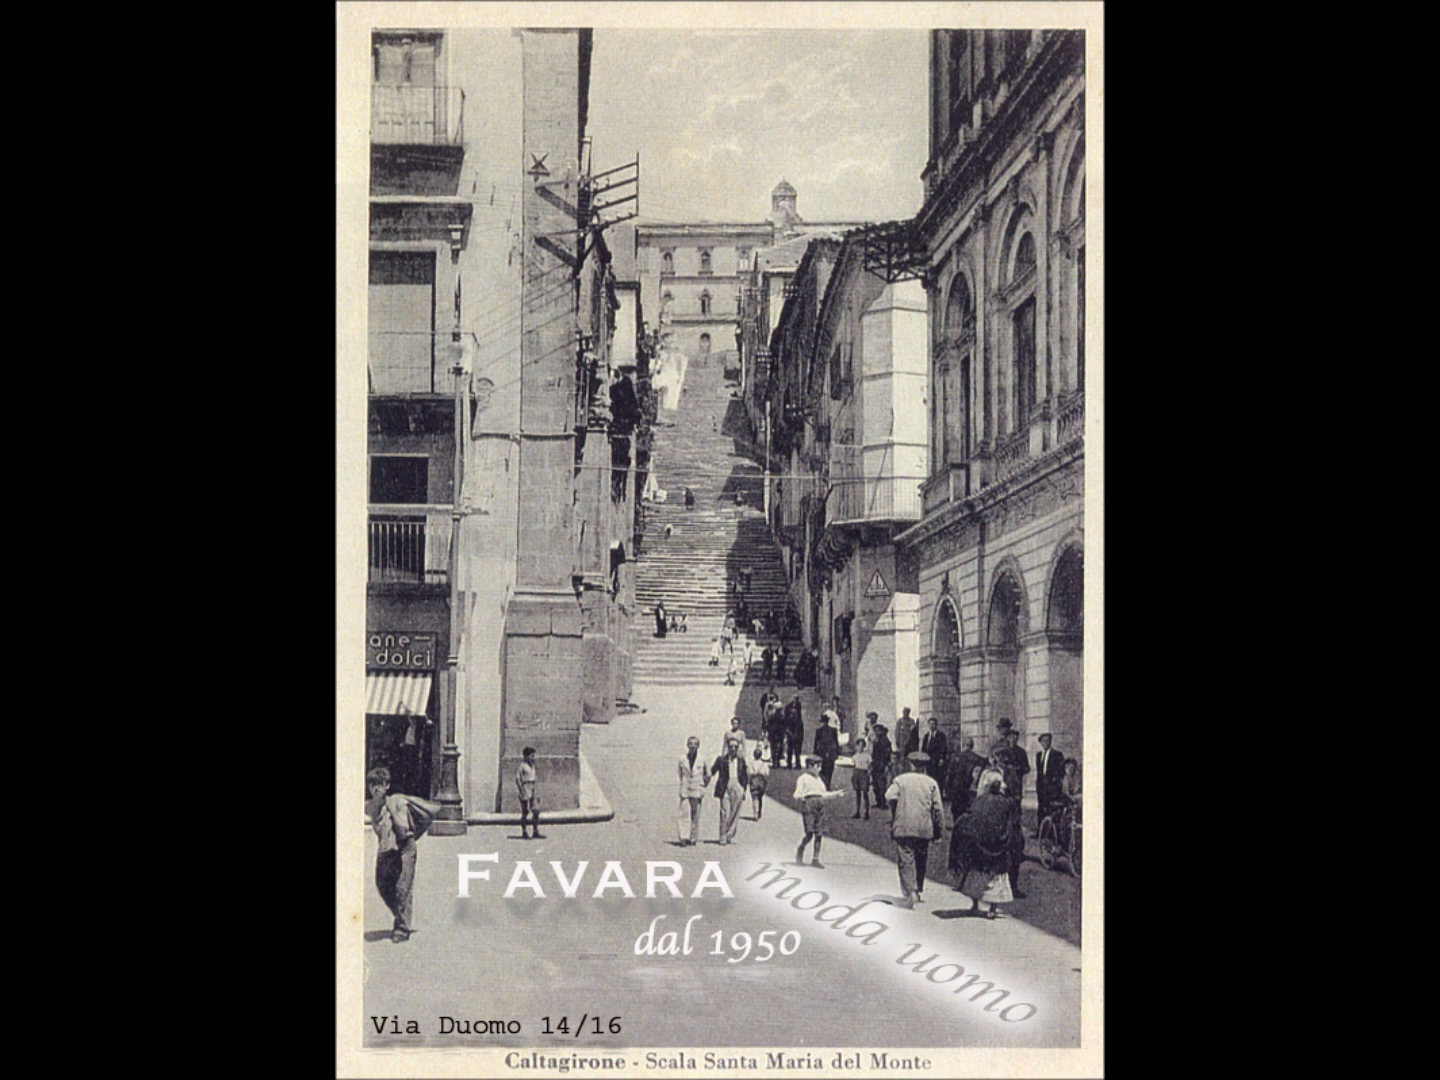 ane
dolci
FAVARA moda uomo
dal 1950
Via Duomo 14/16
Caltagirone - Scala Santa Maria del Monte